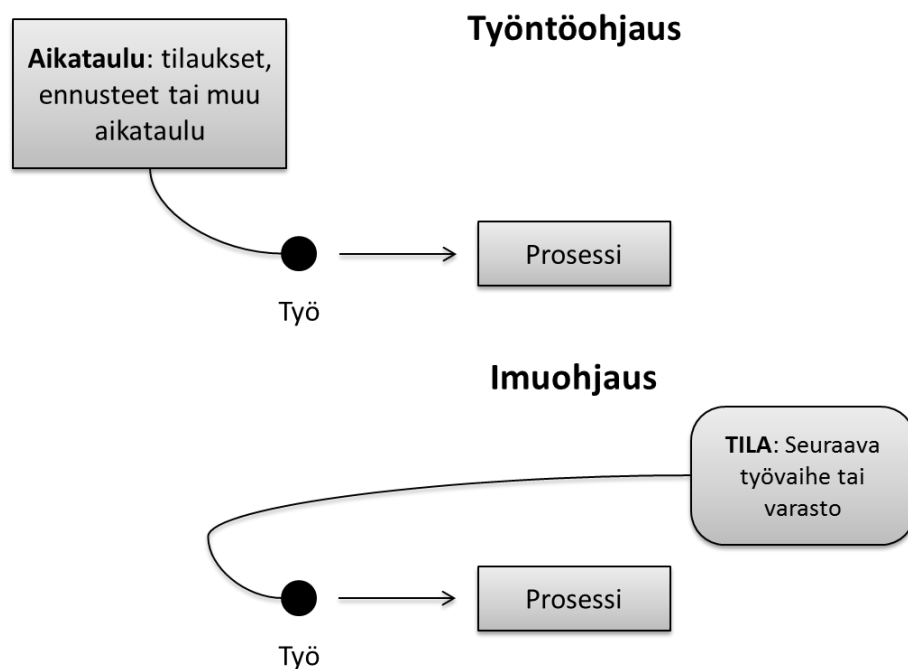 Työntöohjaus
Aikataulu: tilaukset,
ennusteet tai muu
aikataulu
Prosessi
Työ
Imuohjaus
TILA: Seuraava
työvaihe tai
varasto
Prosessi
Työ